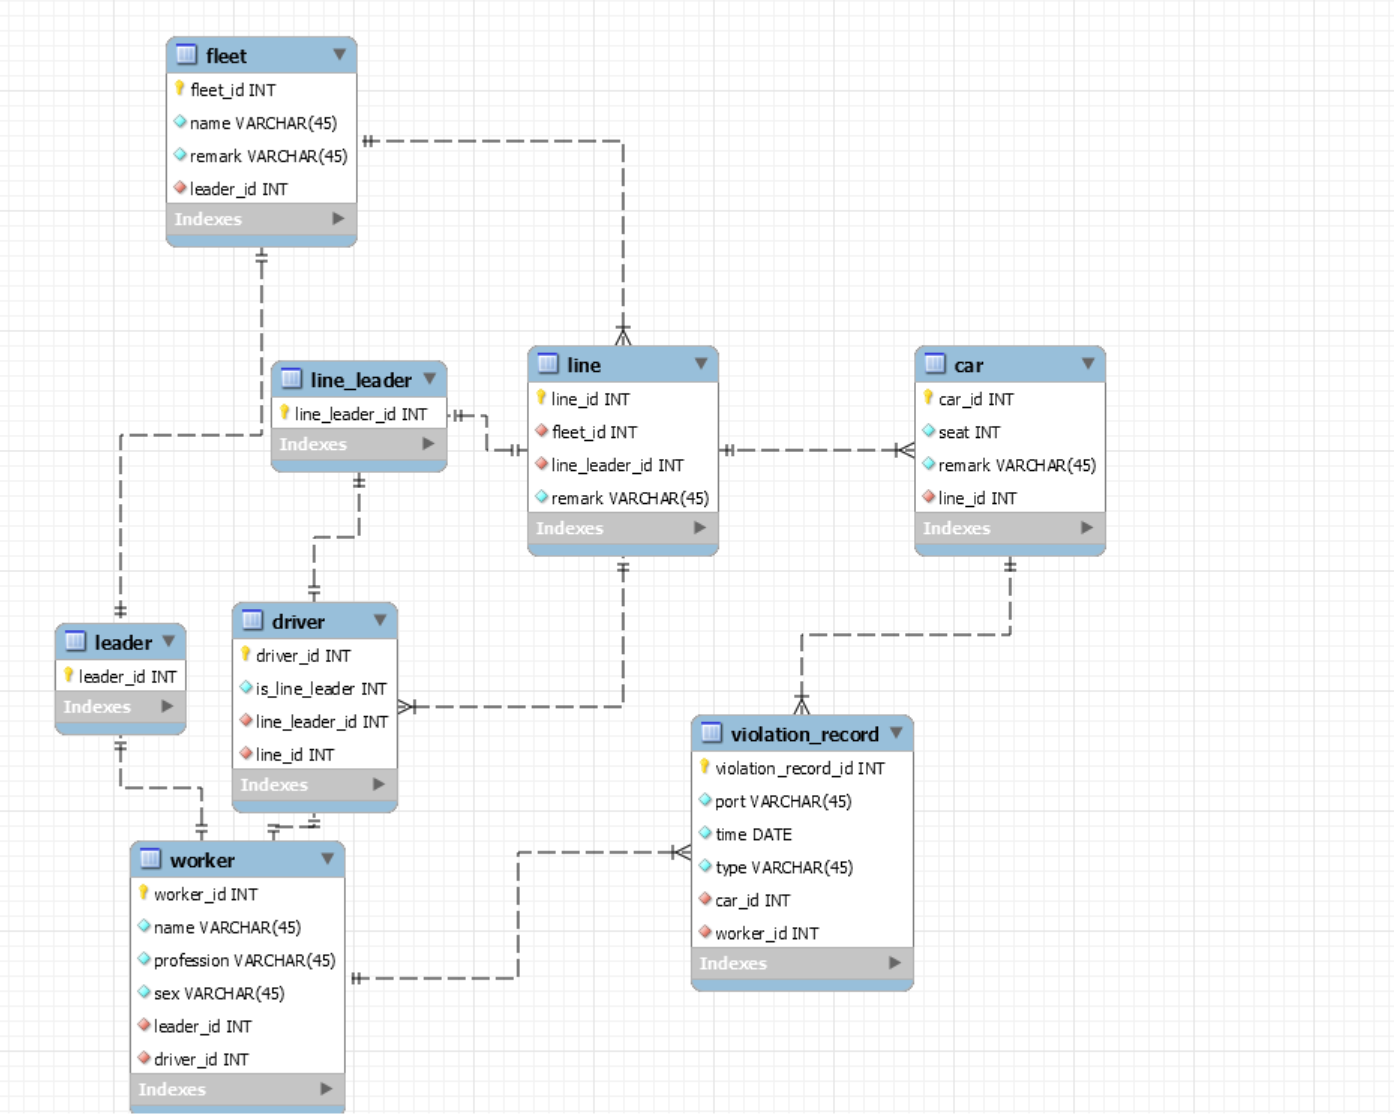 fleet
fleet_id INT
name VARCHAR(45)
remark VARCHAR(45)
leader_id INT
Indexes
line_leader
line_leader_id INT
Indexes
line
line_id INT
fleet_id INT
line_leader_id INT
remark VARCHAR(45)
Indexes
car
car_id INT
seat INT
remark VARCHAR(45)
line_id INT
Indexes
leader
leader_id INT
Indexes
driver
driver_id INT
is_line_leader INT
line_leader_id INT
line_id INT
Indexes
violation_record
violation_record_id INT
port VARCHAR(45)
time DATE
type VARCHAR(45)
car_id INT
worker_id INT
Indexes
worker
worker_id INT
name VARCHAR(45)
profession VARCHAR(45)
sex VARCHAR(45)
leader_id INT
driver_id INT
Indexes